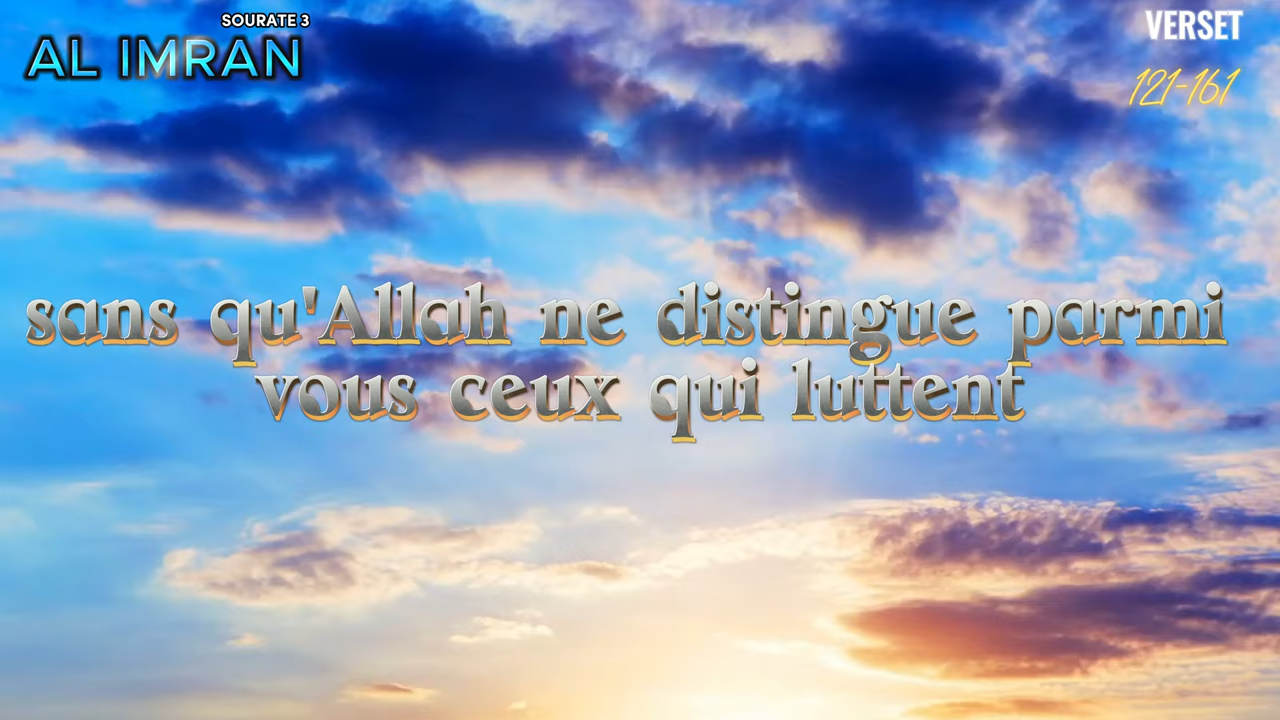 SOURATE 3
AL IMRAN
VERSET
121-161
sans qu'Allah ne distingue parmi
vous ceux qui luttent